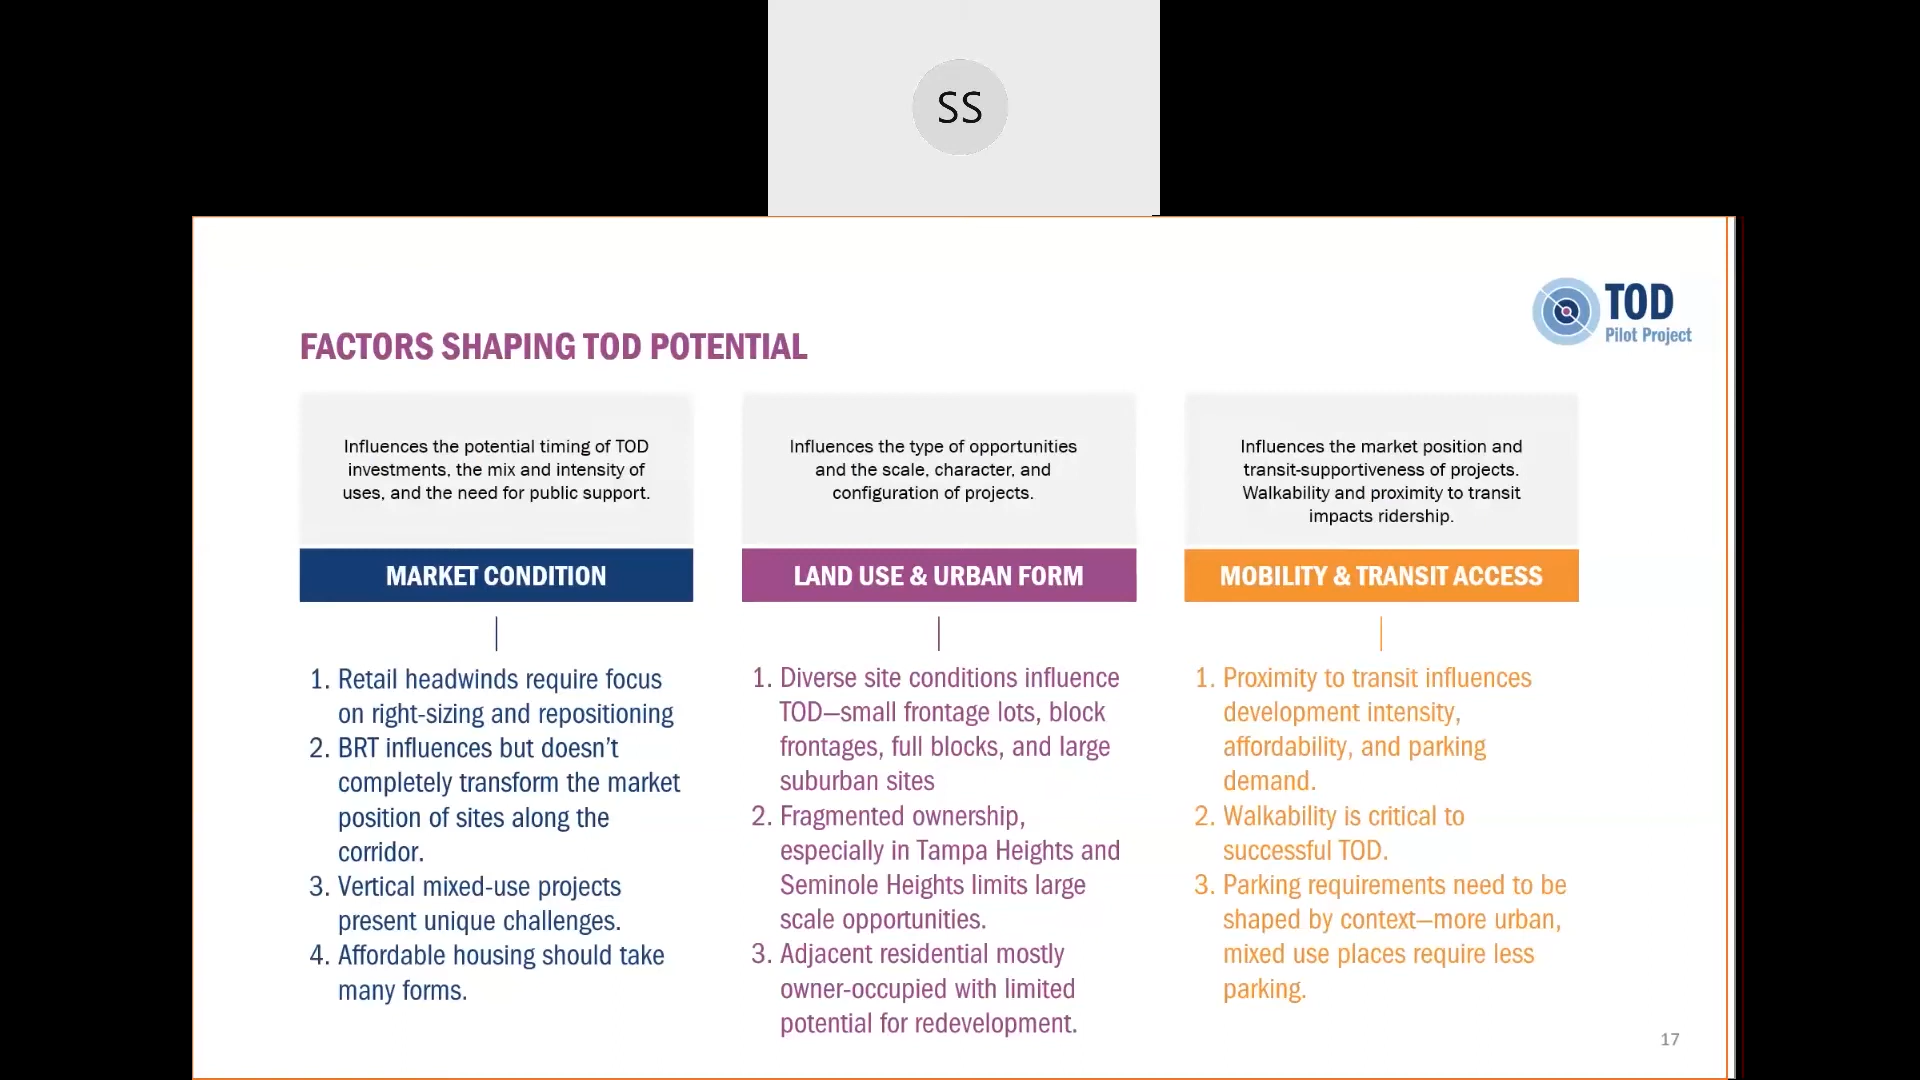 SS
TOD
Pilot Project
FACTORS SHAPING TOD POTENTIAL
Influences the potential timing of TOD
investments, the mix and intensity of
uses, and the need for public support.
MARKET CONDITION
1. Retail headwinds require focus
on right-sizing and repositioning
2. BRT influences but doesn’t
completely transform the market
position of sites along the
corridor.
3. Vertical mixed-use projects
present unique challenges.
4. Affordable housing should take
many forms.
Influences the type of opportunities
and the scale, character, and
configuration of projects.
LAND USE & URBAN FORM
1. Diverse site conditions influence
TOD—small frontage lots, block
frontages, full blocks, and large
suburban sites
2. Fragmented ownership,
especially in Tampa Heights and
Seminole Heights limits large
scale opportunities.
3. Adjacent residential mostly
owner-occupied with limited
potential for redevelopment.
Influences the market position and
transit-supportiveness of projects.
Walkability and proximity to transit
impacts ridership.
MOBILITY & TRANSIT ACCESS
1. Proximity to transit influences
development intensity,
affordability, and parking
demand.
2. Walkability is critical to
successful TOD.
3. Parking requirements need to be
shaped by context—more urban,
mixed use places require less
parking.
17